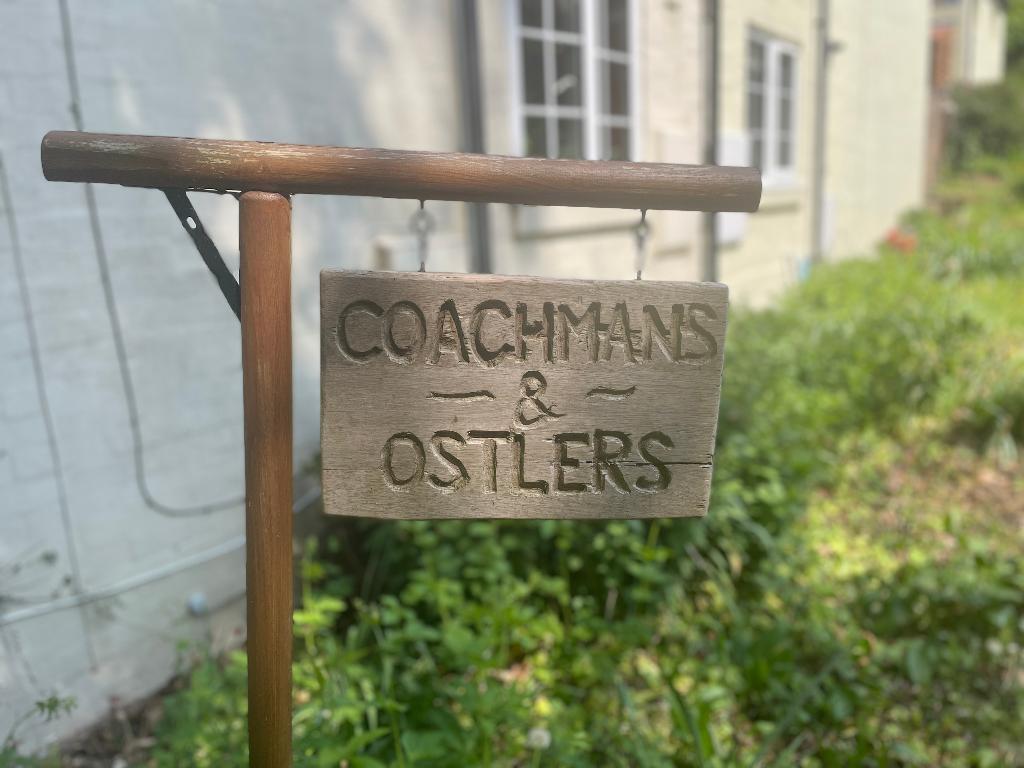 COACHMANS
- & -
OSTLERS